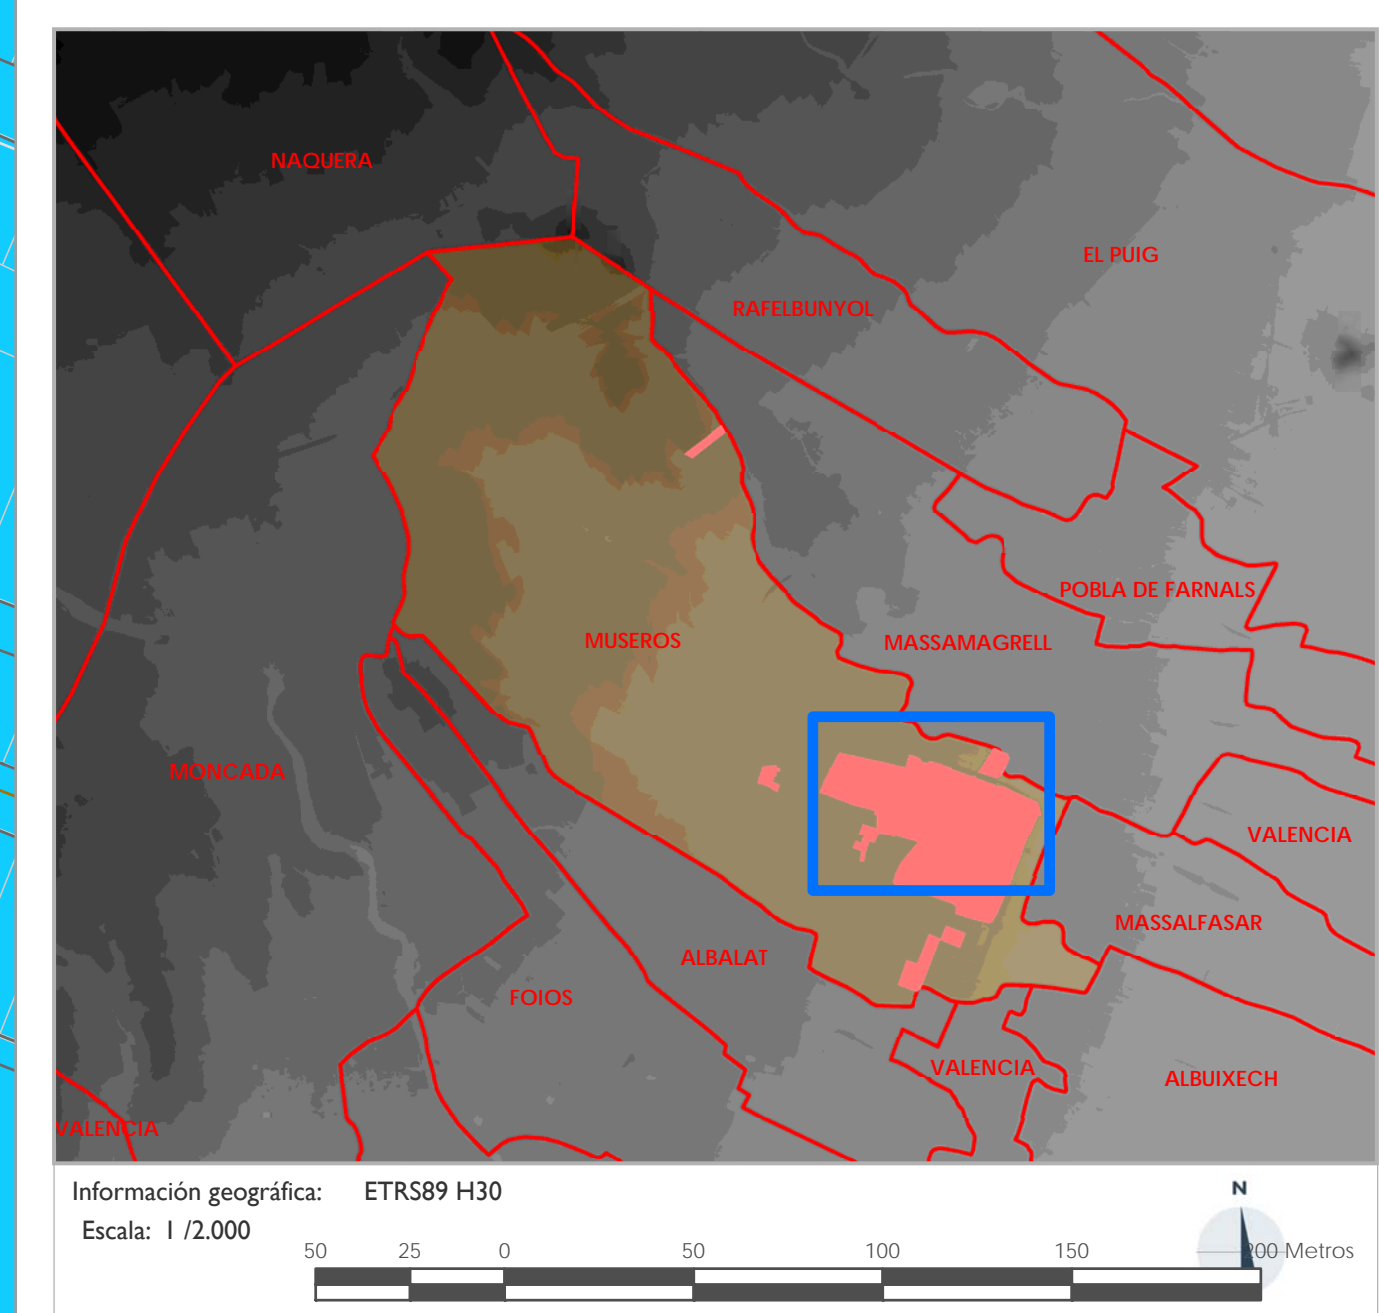 NAQUERA
EL PUIG
RAFELBUNYOL
POBLA DE FARNALS
MUSEROS
MASSAMAGRELL
MONCADA
VALENCIA
MASSALFASAR
ALBALAT
FOIOS
VALENCIA
ALBUIXECH
VALENCIA
Información geográfica: ETRS89 H30
N
Escala: 1 /2.000
50 25 0 50 100 150 200 Metros